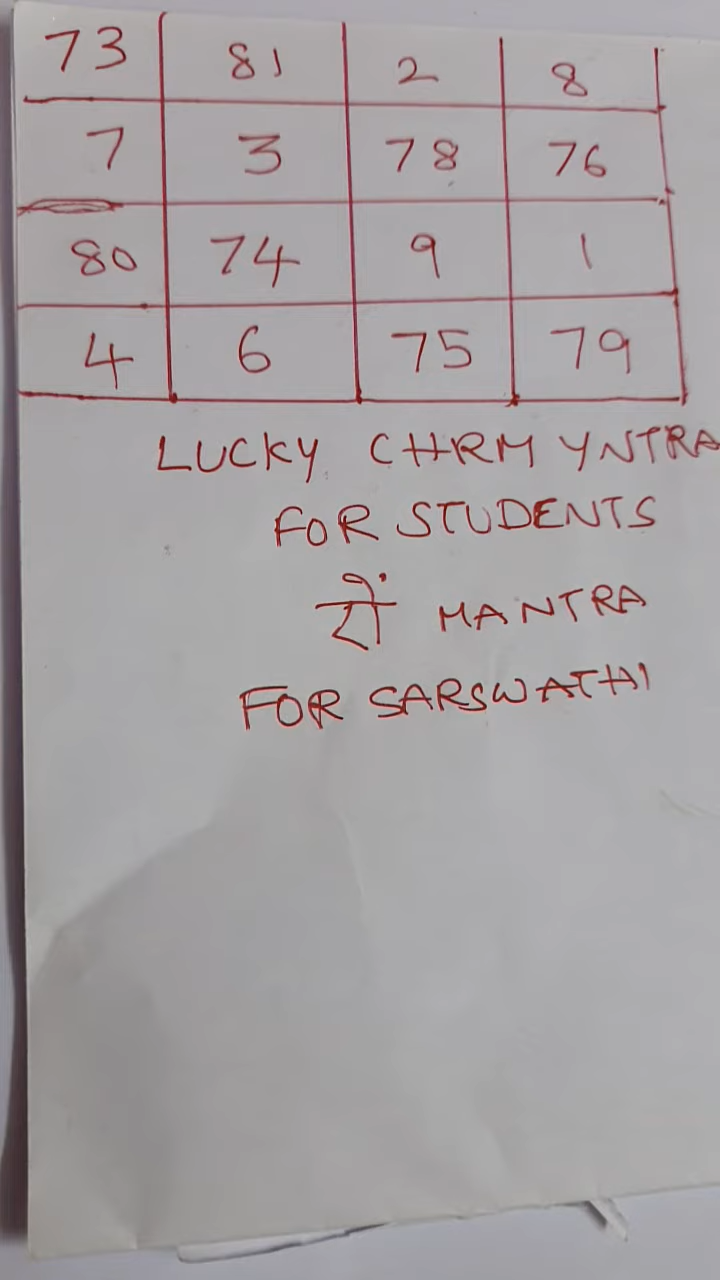 73 81 2 8
7 3 78 76
80 74 9 1
4 6 75 79
LUCKY CHRM YNTRA
FOR STUDENTS
MANTRA
FOR SARSWATHI